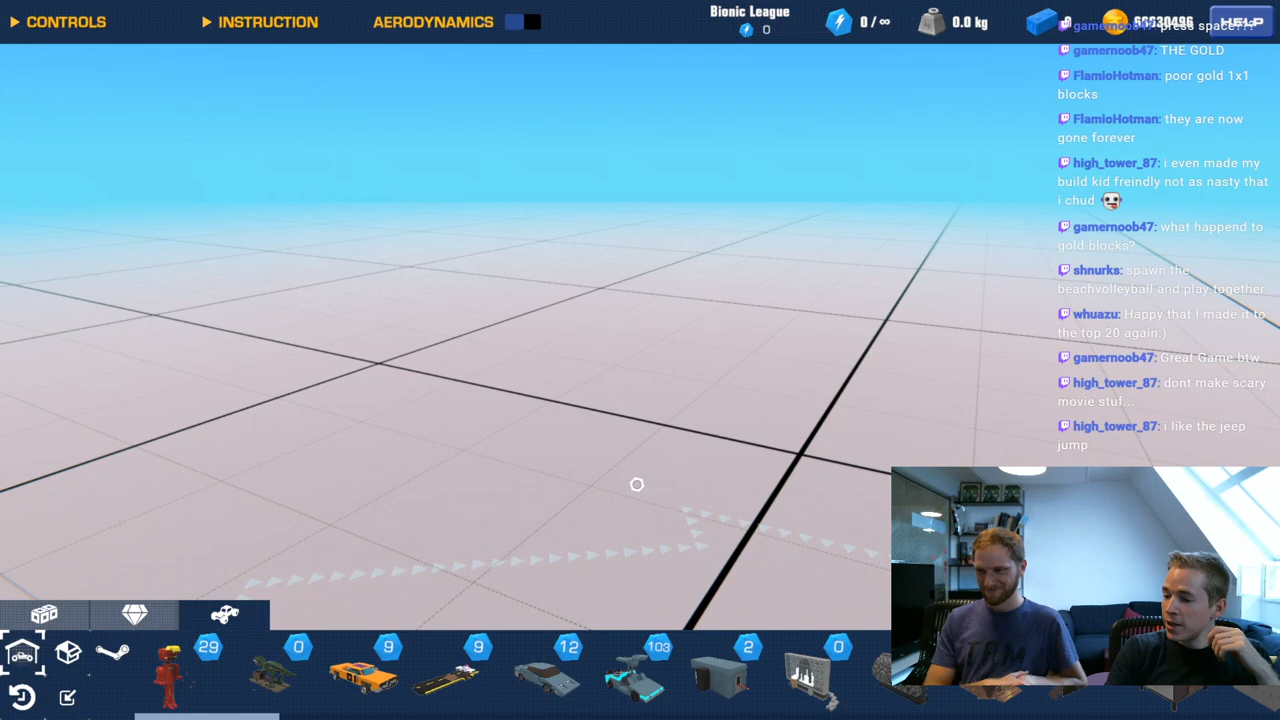 CONTROLS
INSTRUCTION
AERODYNAMICS
Bionic League
0
0 / ∞
0.0 kg
HELP
gamernoob47: press space???
gamernoob47: THE GOLD
FlamioHotman: poor gold 1x1
blocks
FlamioHotman: they are now
gone forever
high_tower_87: i even made my
build kid freindly not as nasty that
i chud
gamernoob47: what happend to
gold blocks?
shnurks: spawn the
beachvolleyball and play together
whuazu: Happy that I made it to
the top 20 again:)
gamernoob47: Great Game btw
high_tower_87: dont make scary
movie stuf...
high_tower_87: i like the jeep
jump
29
0
9
9
12
103
2
0